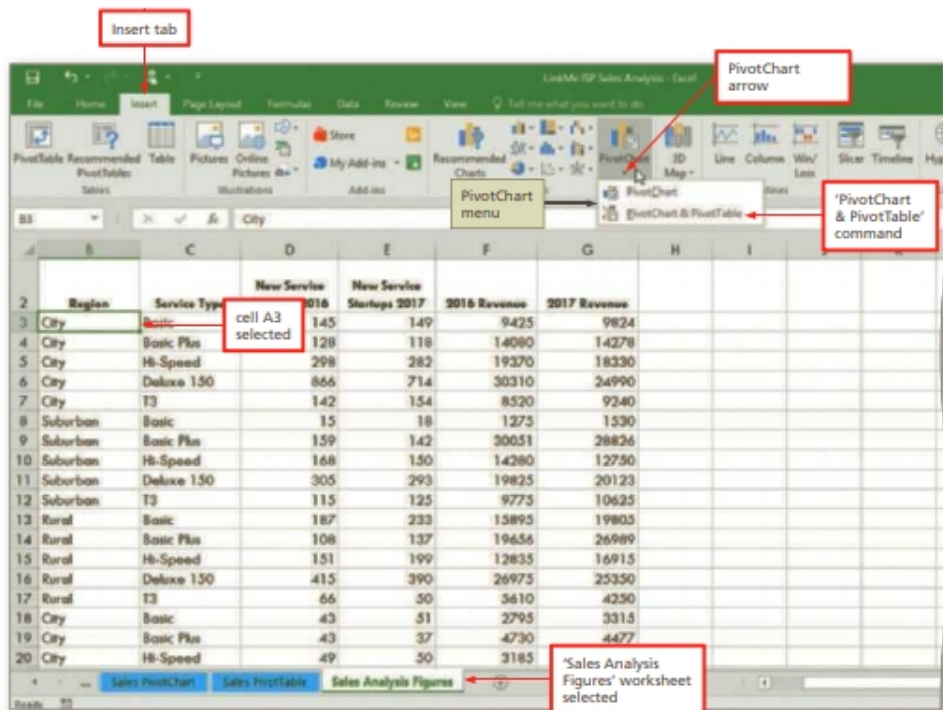 Insert tab
LinkMe ISP Sales Analysis - Excel
PivotChart
arrow
File Home Insert Page Layout Formulas Data Review View Tell me what you want to do
PivotTable Recommended PivotTables Table Pictures Online Pictures Store My Add-ins Recommended Charts PivotChart 3D Map Line Column Win/Loss Slicer Timeline
Tables Illustrations Add-ins
PivotChart
menu
PivotChart
PivotChart & PivotTable
'PivotChart
& PivotTable'
command
B3 fx City
B C D E F G H I
2 Region Service Type 2016 New Service Startups 2017 2016 Revenue 2017 Revenue
New Service
cell A3
selected
3 City Basic 145 149 9425 9824
4 City Basic Plus 128 118 14080 14278
5 City Hi-Speed 298 282 19370 18330
6 City Deluxe 150 866 714 30310 24990
7 City T3 142 154 8520 9240
8 Suburban Basic 15 18 1275 1530
9 Suburban Basic Plus 159 142 30051 28826
10 Suburban Hi-Speed 168 150 14280 12750
11 Suburban Deluxe 150 305 293 19825 20123
12 Suburban T3 115 125 9775 10625
13 Rural Basic 187 233 15895 19805
14 Rural Basic Plus 108 137 19656 26989
15 Rural Hi-Speed 151 199 12835 16915
16 Rural Deluxe 150 415 390 26975 25350
17 Rural T3 66 50 5610 4250
18 City Basic 43 51 2795 3315
19 City Basic Plus 43 37 4730 4477
20 City Hi-Speed 49 50 3185
Sales PivotChart Sales PivotTable Sales Analysis Figures
'Sales Analysis
Figures' worksheet
selected
Ready